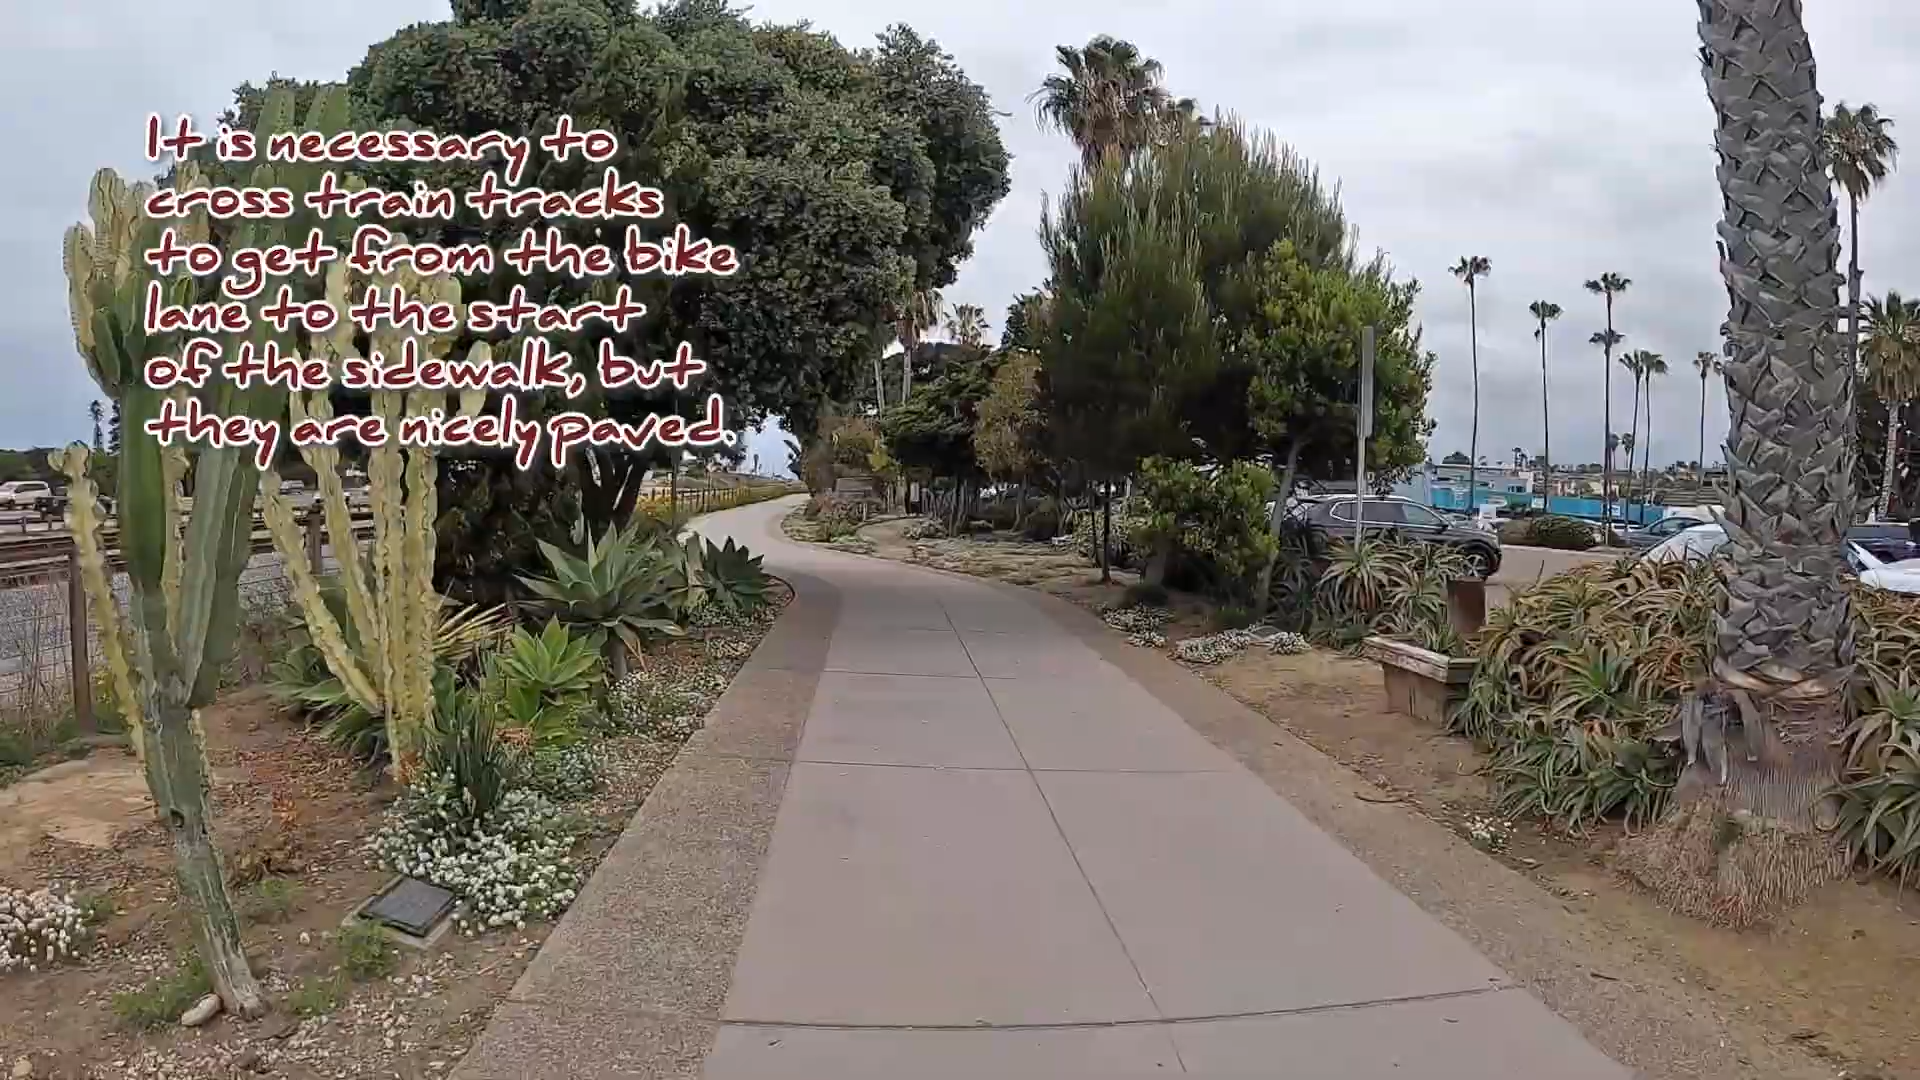 It is necessary to
cross train tracks
to get from the bike
lane to the start
of the sidewalk, but
they are nicely paved.